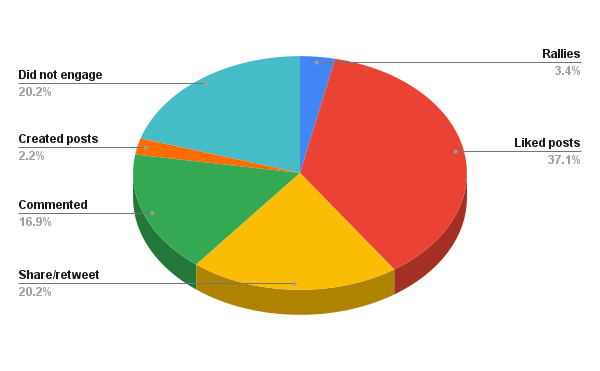 Rallies
3.4%
Liked posts
37.1%
Did not engage
20.2%
Created posts
2.2%
Commented
16.9%
Share/retweet
20.2%